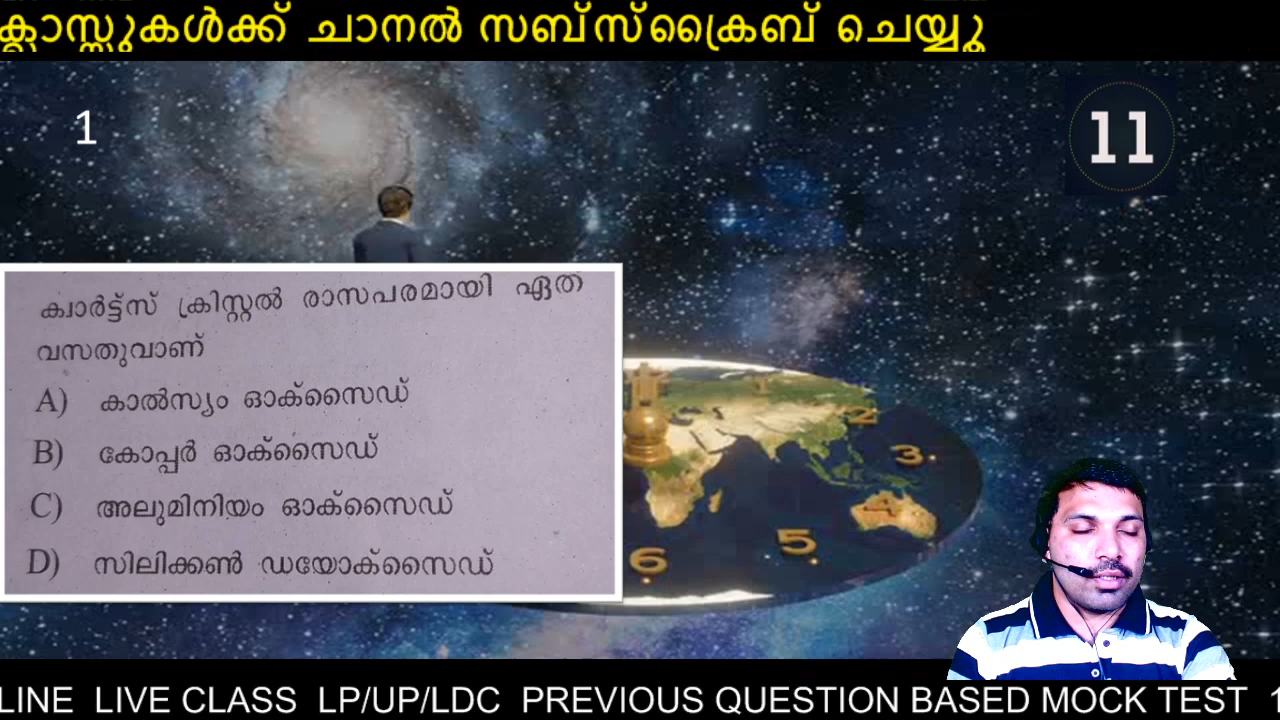 ക്ലാസ്സുകൾക്ക് ചാനൽ സബ്സ്ക്രൈബ് ചെയ്യൂ
1
11
ക്വാർട്ട്സ് ക്രിസ്റ്റൽ രാസപരമായി ഏത
വസതുവാണ്
A) കാൽസ്യം ഓക്സൈഡ്
B) കോപ്പർ ഓക്സൈഡ്
C) അലുമിനിയം ഓക്സൈഡ്
D) സിലിക്കൺ ഡയോക്സൈഡ്
2
3
4
5
6
LINE LIVE CLASS LP/UP/LDC PREVIOUS QUESTION BASED MOCK TEST 1